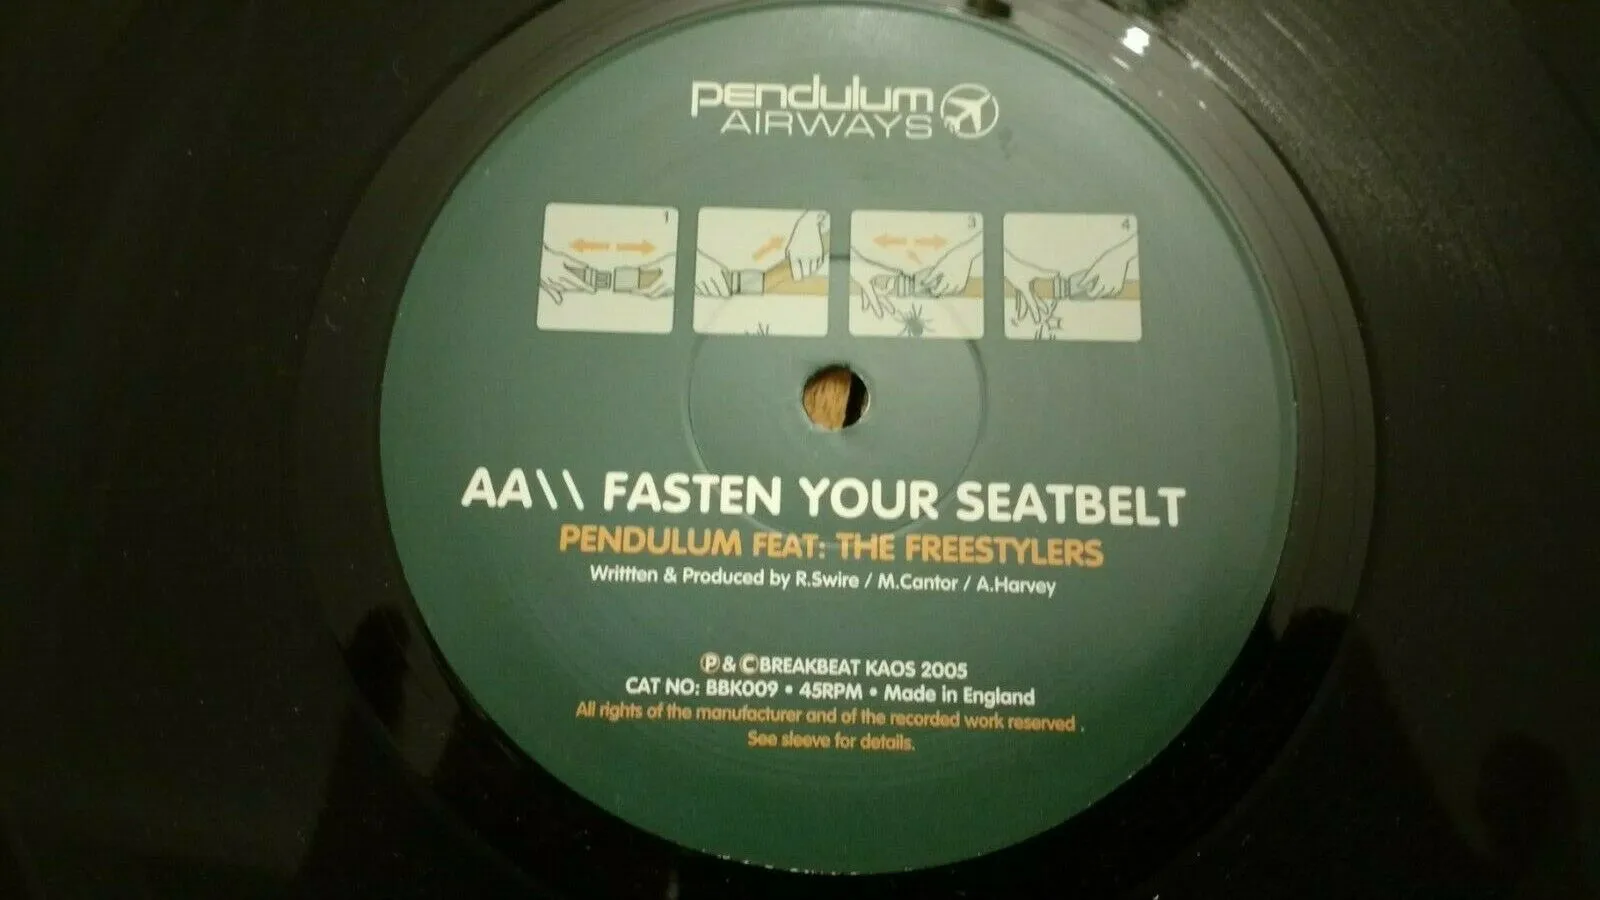 pendulum
AIRWAYS
1 2 3 4
AA\\ FASTEN YOUR SEATBELT
PENDULUM FEAT: THE FREESTYLERS
Writtten & Produced by R.Swire / M.Cantor / A.Harvey
Ⓟ & ©BREAKBEAT KAOS 2005
CAT NO: BBK009 • 45RPM • Made in England
All rights of the manufacturer and of the recorded work reserved .
See sleeve for details.